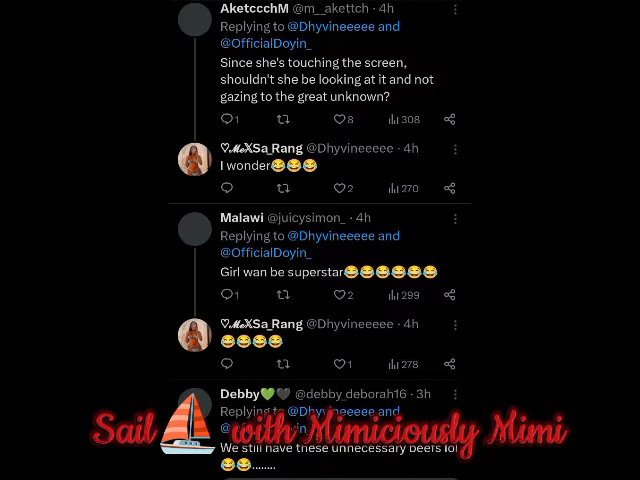 AketccchM @m__akettch · 4h
Replying to @Dhyvineeeee and
@OfficialDoyin_
Since she's touching the screen,
shouldn't she be looking at it and not
gazing to the great unknown?
1 8 308
♡𝓜𝓮𝕏Sa_Rang @Dhyvineeeee · 4h
I wonder😂😂😂
2 270
Malawi @juicysimon_ · 4h
Replying to @Dhyvineeeee and
@OfficialDoyin_
Girl wan be superstar😂😂😂😂😂😂
1 2 299
♡𝓜𝓮𝕏Sa_Rang @Dhyvineeeee · 4h
😂😂😂😂
1 278
Debby💚🖤 @debby_deborah16 · 3h
Replying to @Dhyvineeeee and
Sail ⛵ with Mimiciously Mimi
We still have these unnecessary beefs lol
😂😂........